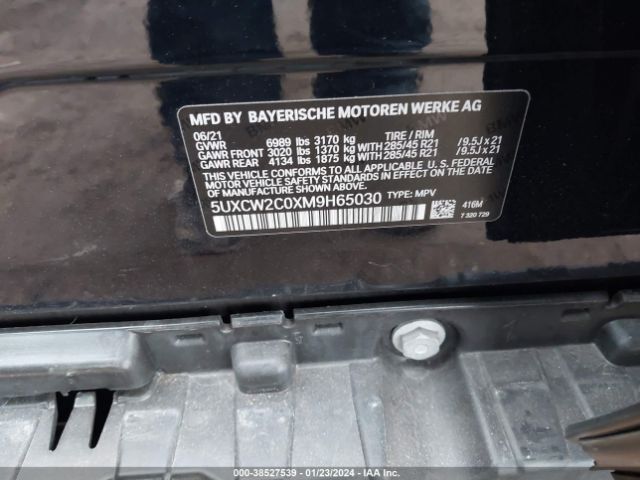 MFD BY BAYERISCHE MOTOREN WERKE AG
06/21 TIRE / RIM
GVWR 6989 lbs 3170 kg
GAWR FRONT 3020 lbs 1370 kg WITH 285/45 R21 / 9.5J x 21
GAWR REAR 4134 lbs 1875 kg WITH 285/45 R21 / 9.5J x 21
THIS VEHICLE CONFORMS TO ALL APPLICABLE
FEDERAL MOTOR VEHICLE SAFETY AND
THEFT PREVENTION STANDARDS IN EFFECT ON
THE DATE OF MANUFACTURE SHOWN ABOVE.
5UXCW2C0XM9H65030 TYPE: MPV 416M
7 320 729
000-38527539 - 01/23/2024 - IAA Inc.